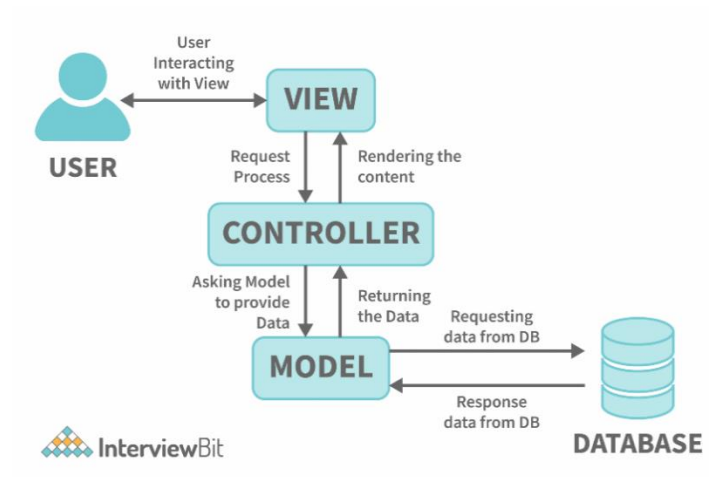 User
Interacting
with View
VIEW
USER
Request
Process
Rendering the
content
CONTROLLER
Asking Model
to provide
Data
Returning
the Data
Requesting
data from DB
MODEL
Response
data from DB
DATABASE
InterviewBit